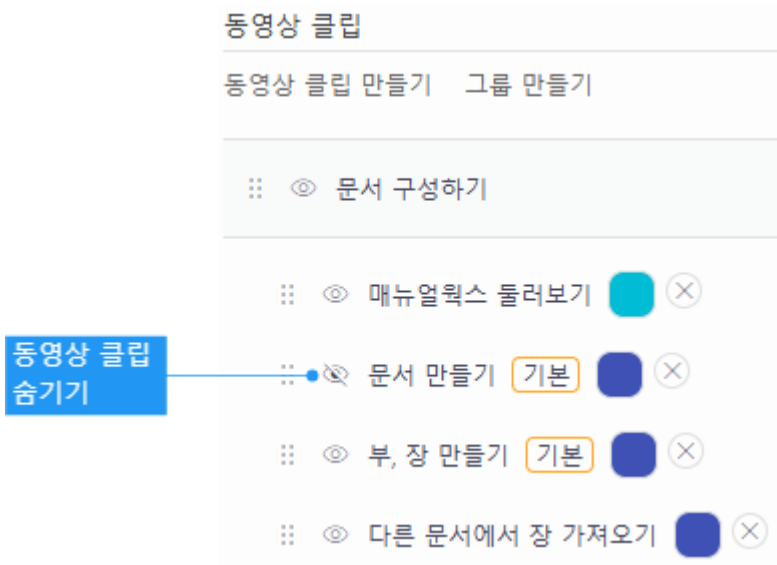 동영상 클립
동영상 클립 만들기 그룹 만들기
문서 구성하기
매뉴얼웍스 둘러보기
동영상 클립
숨기기
문서 만들기 기본
부, 장 만들기 기본
다른 문서에서 장 가져오기